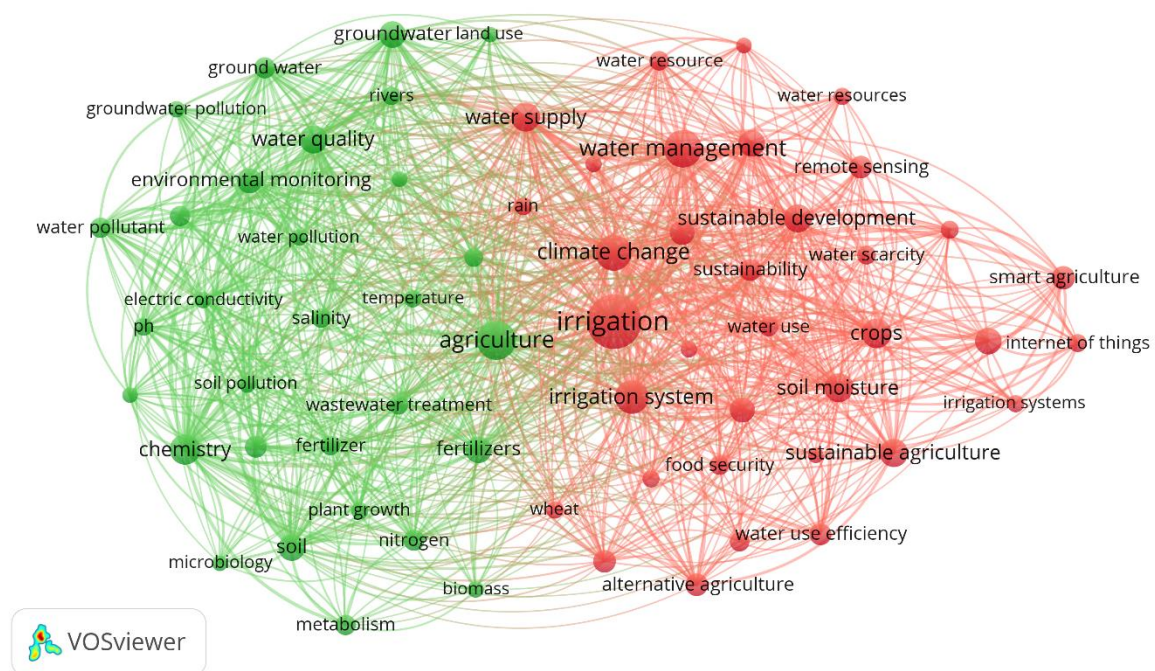 groundwater
land use
ground water
water resource
rivers
water resources
groundwater pollution
water supply
water quality
water management
remote sensing
environmental monitoring
rain
sustainable development
water pollutant
water pollution
climate change
water scarcity
sustainability
smart agriculture
electric conductivity
temperature
salinity
ph
irrigation
water use
agriculture
crops
internet of things
soil pollution
soil moisture
wastewater treatment
irrigation system
irrigation systems
chemistry
fertilizer
fertilizers
sustainable agriculture
food security
plant growth
wheat
nitrogen
water use efficiency
soil
microbiology
biomass
alternative agriculture
metabolism
VOSviewer